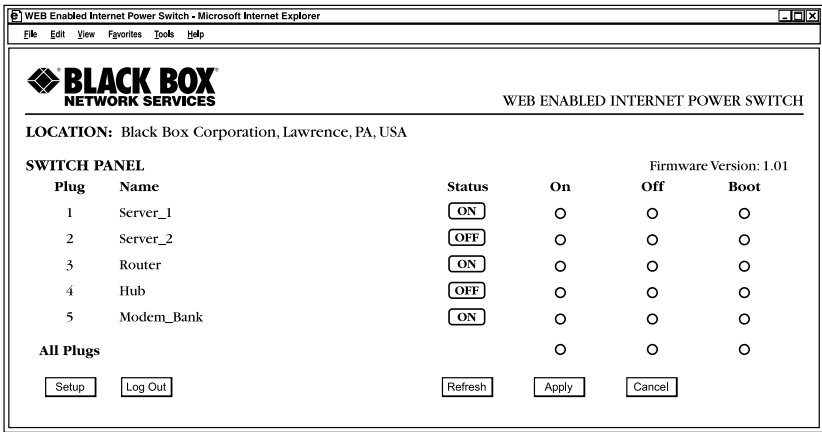 WEB Enabled Internet Power Switch - Microsoft Internet Explorer
File Edit View Favorites Tools Help
BLACK BOX®
NETWORK SERVICES
WEB ENABLED INTERNET POWER SWITCH
LOCATION: Black Box Corporation, Lawrence, PA, USA
SWITCH PANEL Firmware Version: 1.01
Plug Name Status On Off Boot
1 Server_1 ON
2 Server_2 OFF
3 Router ON
4 Hub OFF
5 Modem_Bank ON
All Plugs
Setup Log Out Refresh Apply Cancel